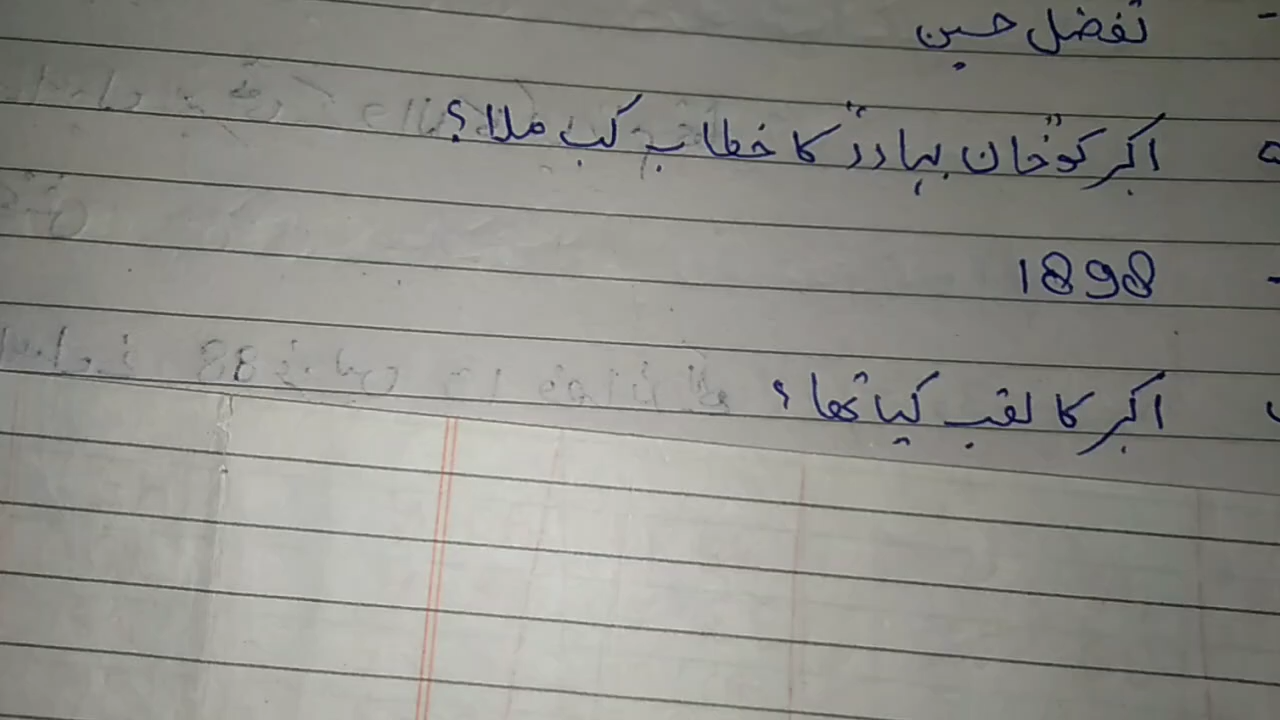 تفضل حسین
اکبر کو "خان بہادر" کا خطاب کب ملا؟
1898
اکبر کا لقب کیا تھا؟